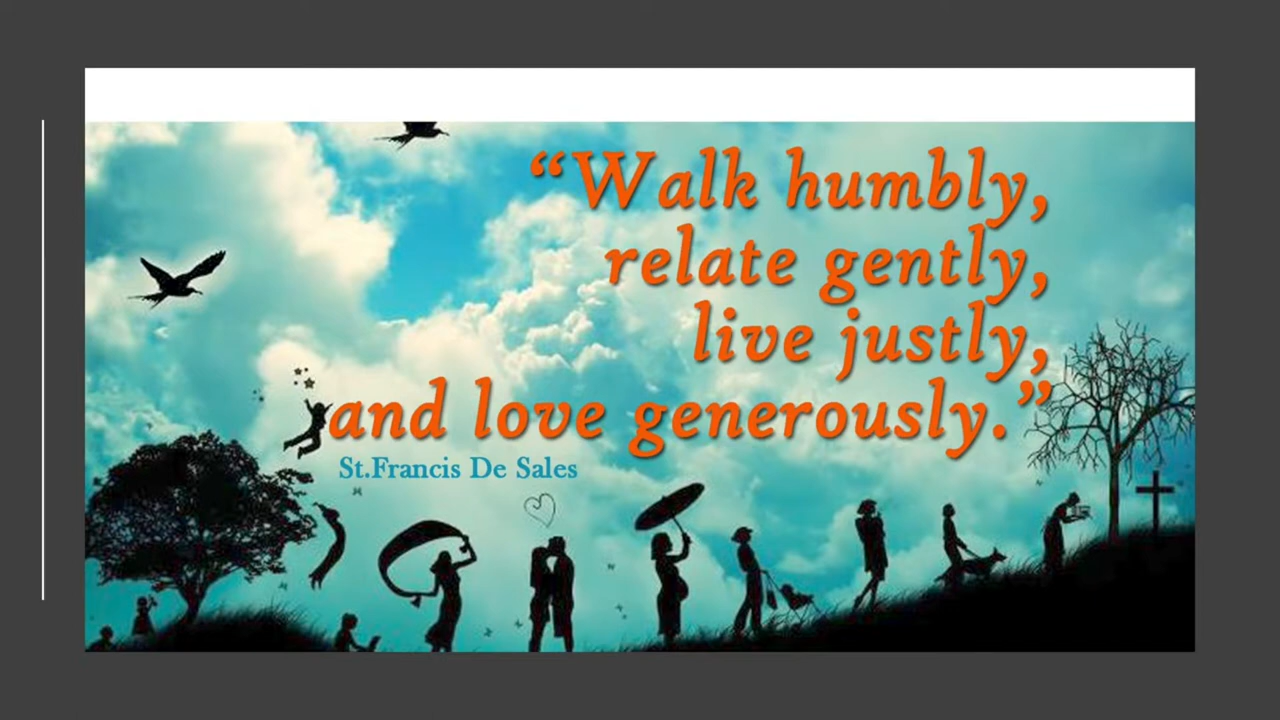 “Walk humbly,
relate gently,
live justly,
and love generously.”
St.Francis De Sales